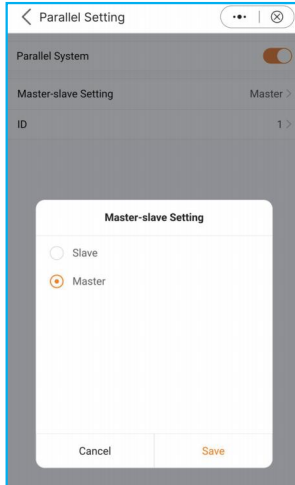 Parallel Setting
Parallel System
Master-slave Setting Master
ID 1
Master-slave Setting
Slave
Master
Cancel Save